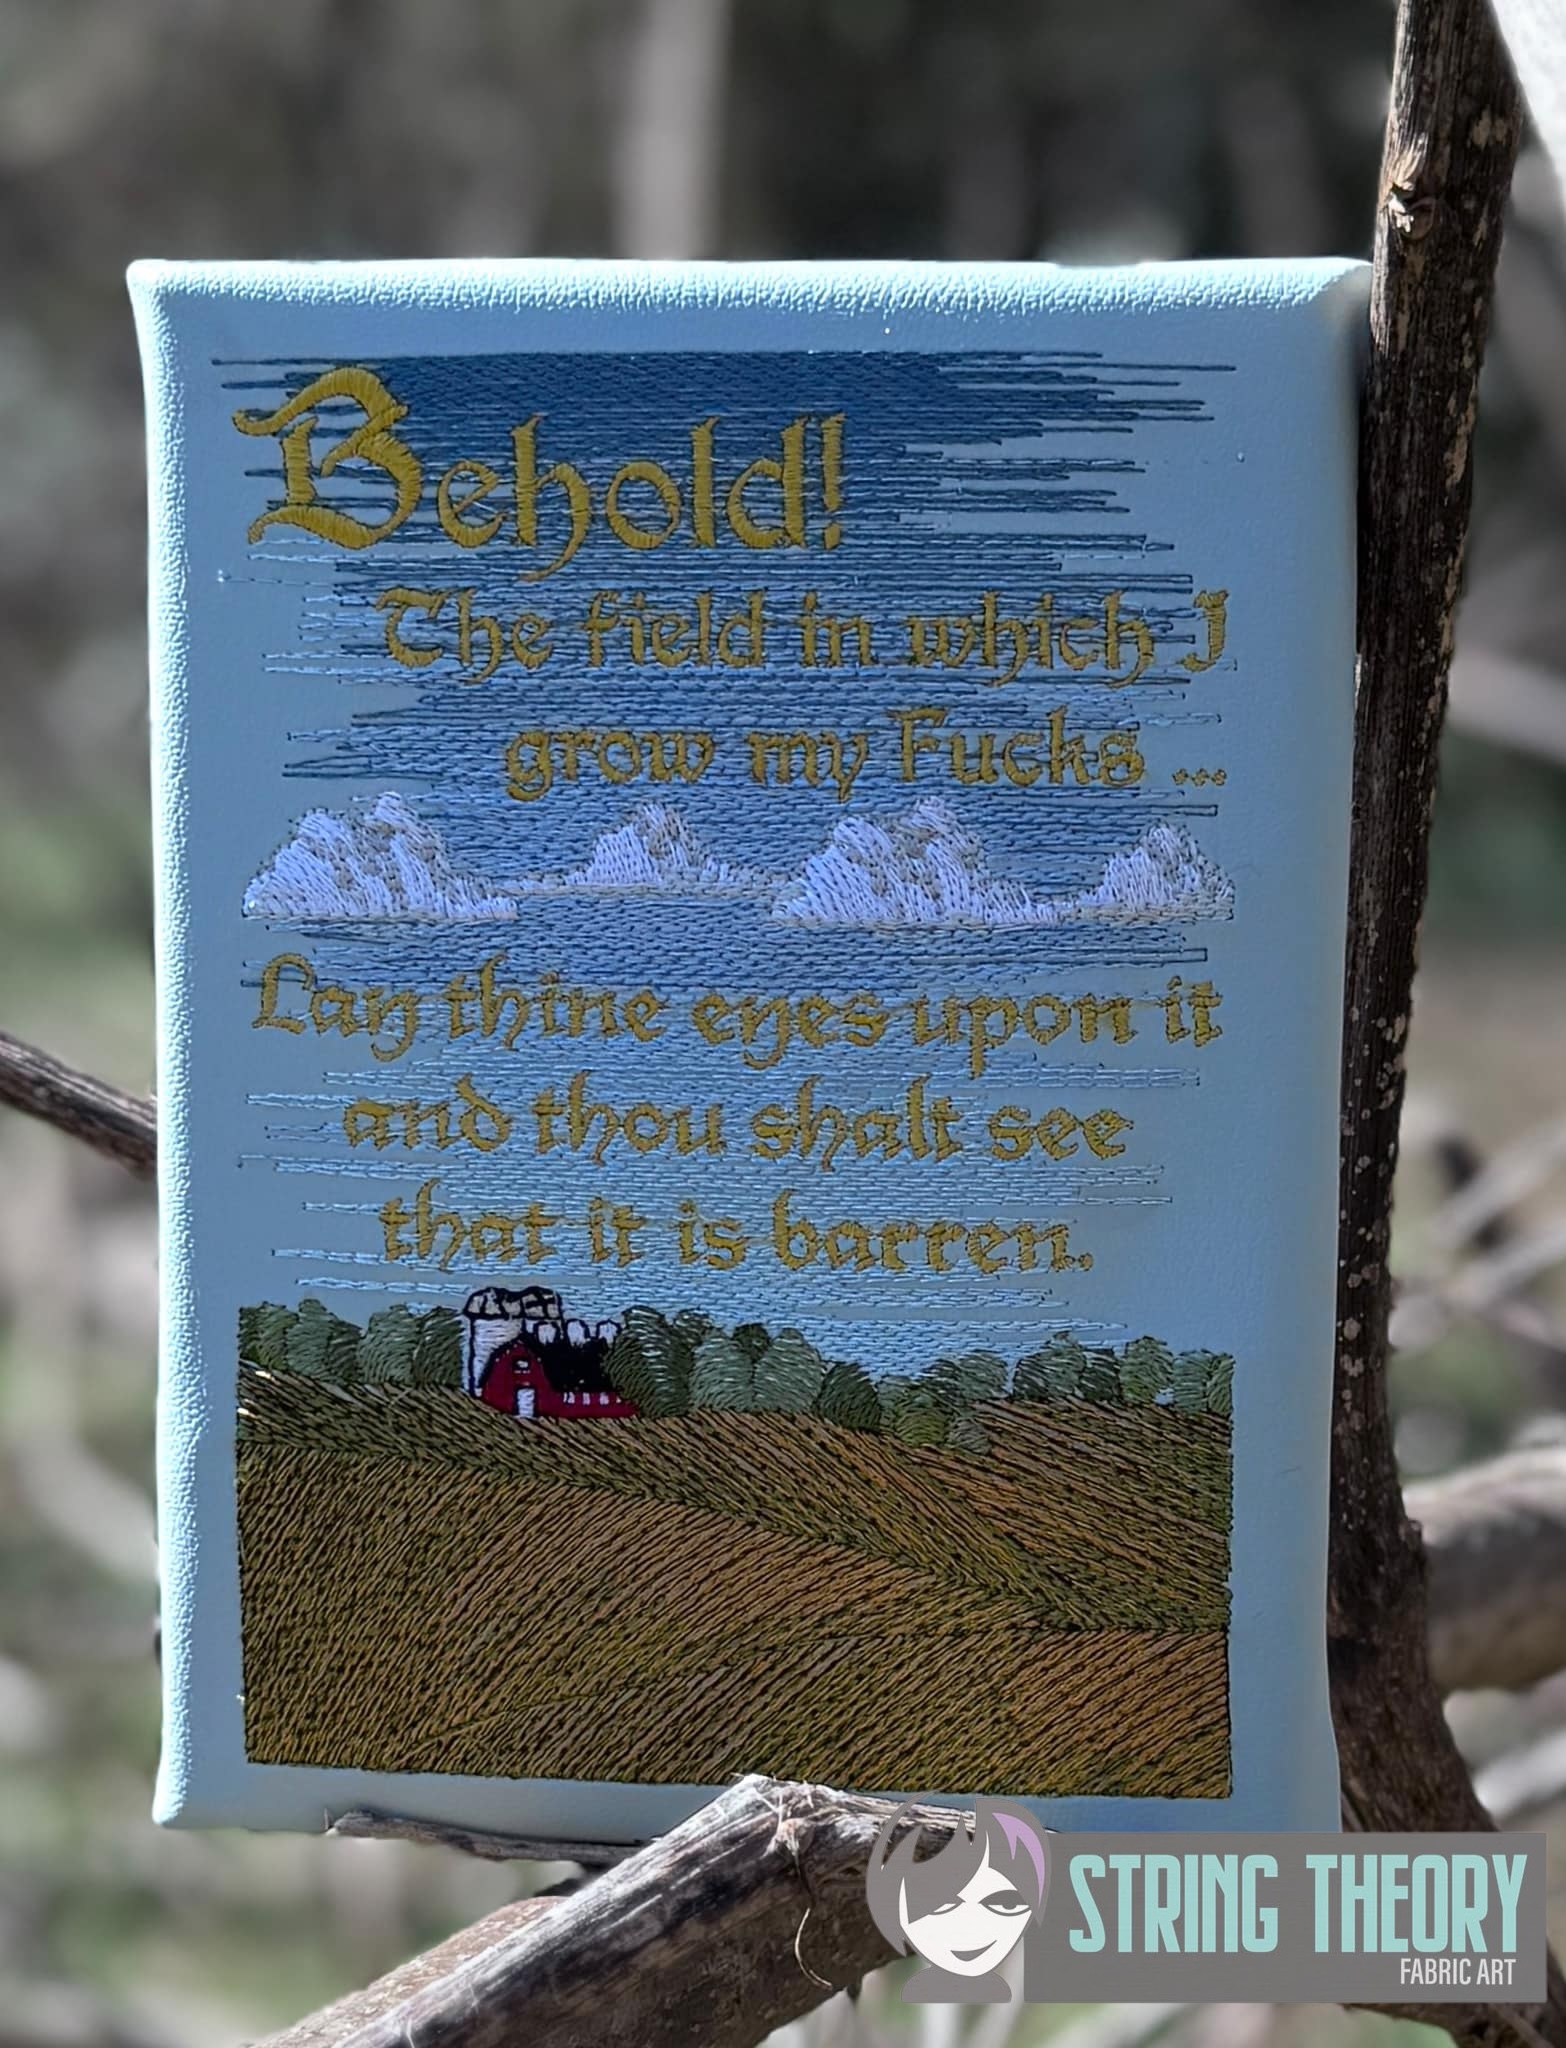 Behold!
The field in which I
grow my Fucks ...
Lay thine eyes upon it
and thou shalt see
that it is barren.
STRING THEORY
FABRIC ART